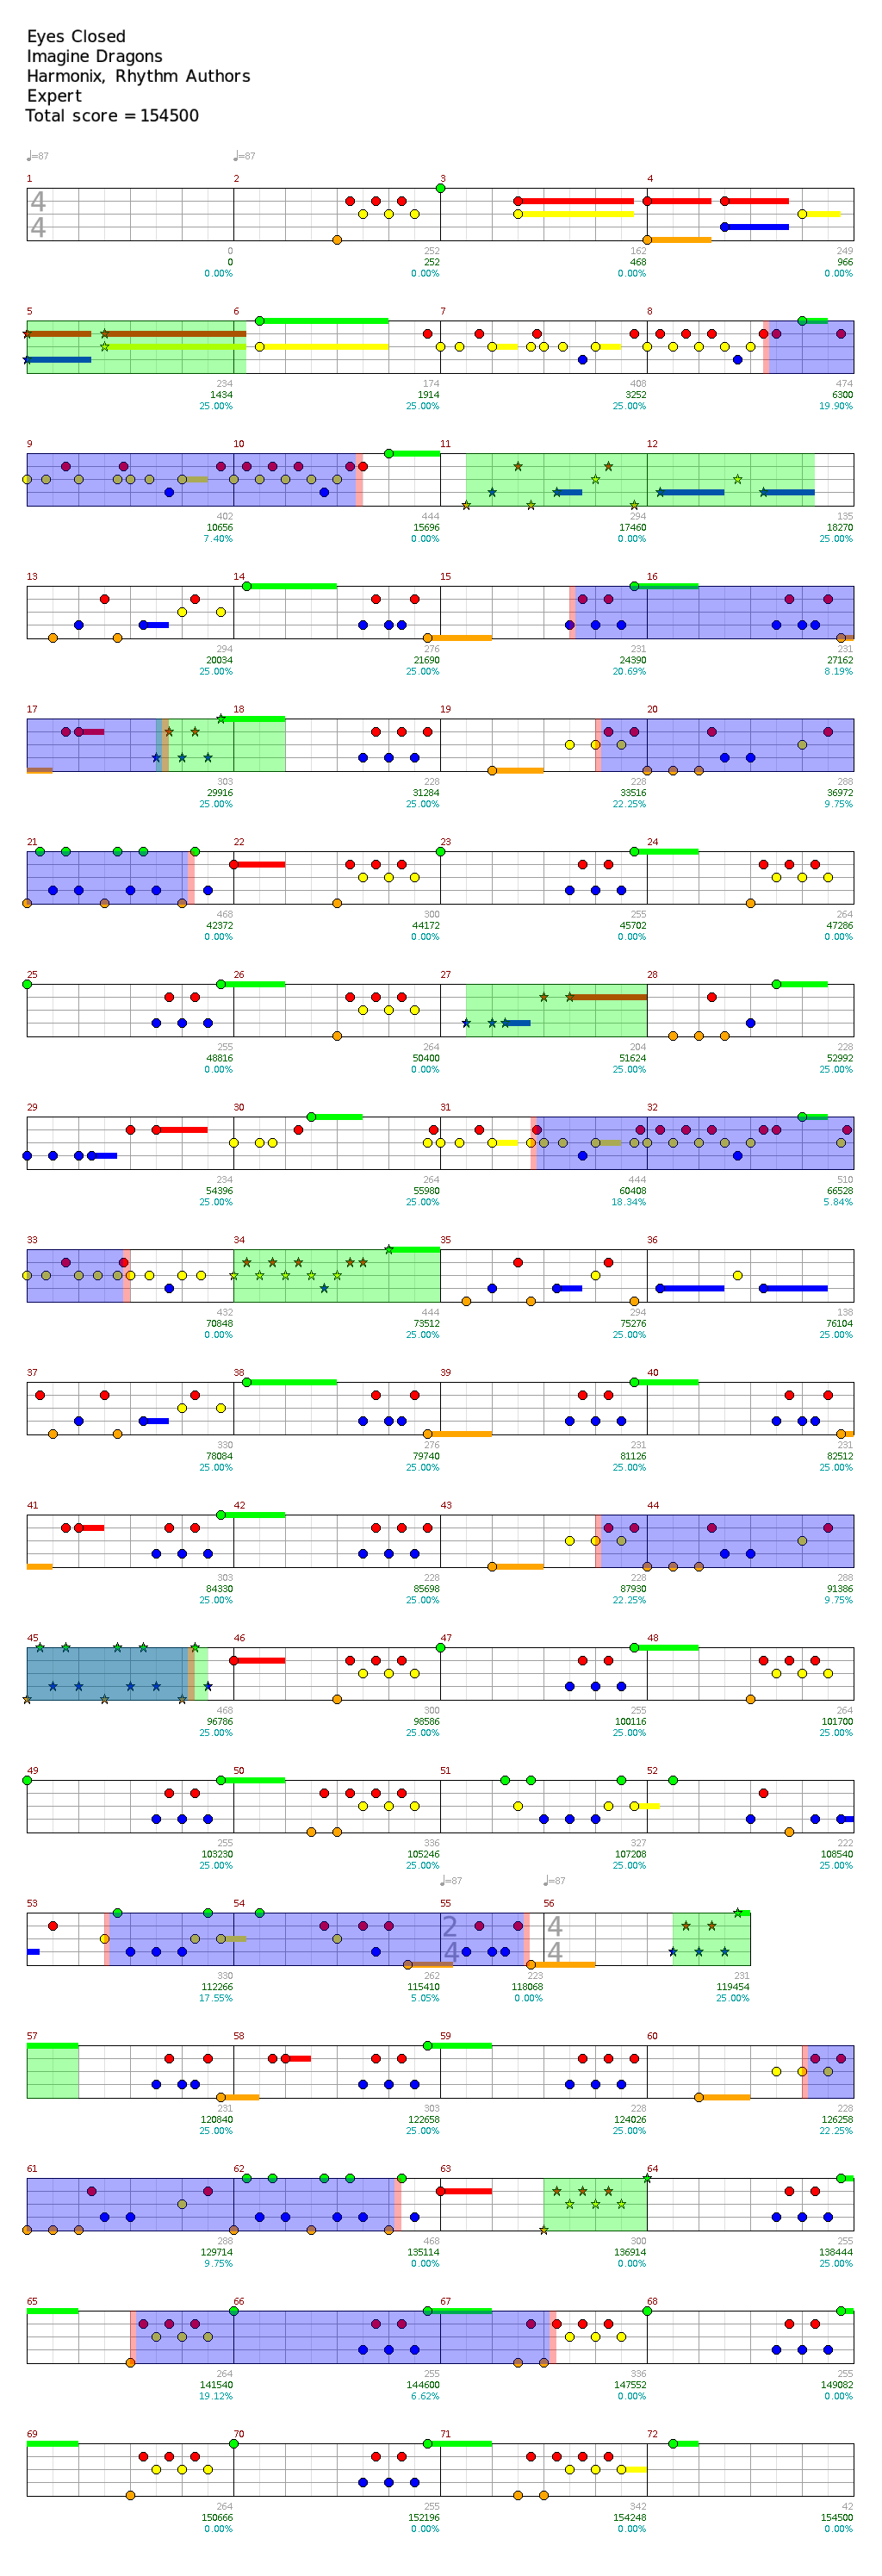 Eyes Closed
Imagine Dragons
Harmonix, Rhythm Authors
Expert
Total score = 154500
♩=87 ♩=87
1 2 3 4
4
4
0 252 162 249
0 252 468 966
0.00% 0.00% 0.00% 0.00%
5 6 7 8
234 174 408 474
1434 1914 3252 6300
25.00% 25.00% 25.00% 19.90%
9 10 11 12
402 444 294 135
10656 15696 17460 18270
7.40% 0.00% 0.00% 25.00%
13 14 15 16
294 276 231 231
20034 21690 24390 27162
25.00% 25.00% 20.69% 8.19%
17 18 19 20
303 228 228 288
29916 31284 33516 36972
25.00% 25.00% 22.25% 9.75%
21 22 23 24
468 300 255 264
42372 44172 45702 47286
0.00% 0.00% 0.00% 0.00%
25 26 27 28
255 264 204 228
48816 50400 51624 52992
0.00% 0.00% 25.00% 25.00%
29 30 31 32
234 264 444 510
54396 55980 60408 66528
25.00% 25.00% 18.34% 5.84%
33 34 35 36
432 444 294 138
70848 73512 75276 76104
0.00% 25.00% 25.00% 25.00%
37 38 39 40
330 276 231 231
78084 79740 81126 82512
25.00% 25.00% 25.00% 25.00%
41 42 43 44
303 228 228 288
84330 85698 87930 91386
25.00% 25.00% 22.25% 9.75%
45 46 47 48
468 300 255 264
96786 98586 100116 101700
25.00% 25.00% 25.00% 25.00%
49 50 51 52
255 336 327 222
103230 105246 107208 108540
25.00% 25.00% 25.00% 25.00%
♩=87 ♩=87
53 54 55 56
2 4
4 4
330 262 223 231
112266 115410 118068 119454
17.55% 5.05% 0.00% 25.00%
57 58 59 60
231 303 228 228
120840 122658 124026 126258
25.00% 25.00% 25.00% 22.25%
61 62 63 64
288 468 300 255
129714 135114 136914 138444
9.75% 0.00% 0.00% 25.00%
65 66 67 68
264 255 336 255
141540 144600 147552 149082
19.12% 6.62% 0.00% 0.00%
69 70 71 72
264 255 342 42
150666 152196 154248 154500
0.00% 0.00% 0.00% 0.00%